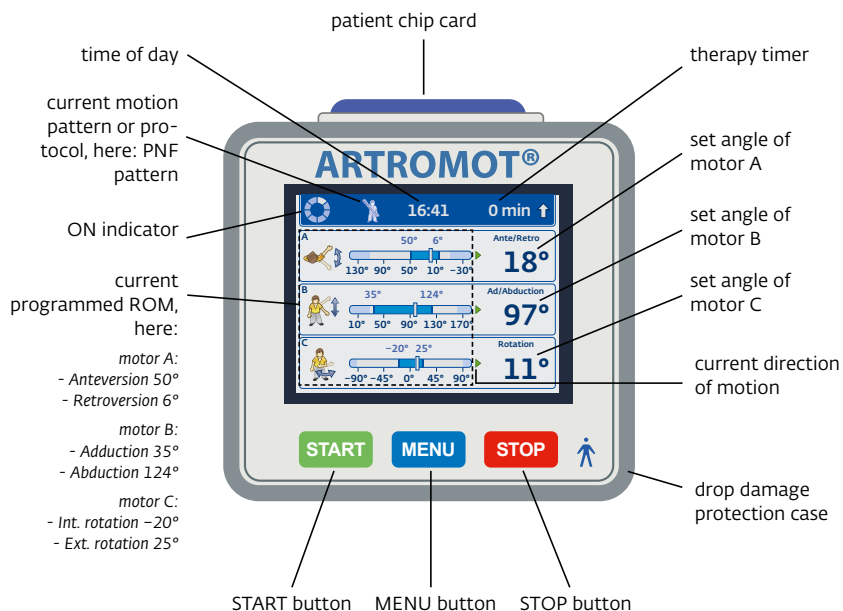 patient chip card
time of day
therapy timer
current motion
pattern or pro-
tocol, here: PNF
pattern
set angle of
motor A
ON indicator
set angle of
motor B
current
programmed ROM,
here:
motor A:
- Anteversion 50°
- Retroversion 6°
motor B:
- Adduction 35°
- Abduction 124°
motor C:
- Int. rotation −20°
- Ext. rotation 25°
set angle of
motor C
current direction
of motion
drop damage
protection case
ARTROMOT®
16:41 0 min
A
50° 6°
130° 90° 50° 10° −30°
Ante/Retro
18°
B
35° 124°
10° 50° 90° 130° 170°
Ad/Abduction
97°
C
−20° 25°
−90° −45° 0° 45° 90°
Rotation
11°
START MENU STOP
START button MENU button STOP button